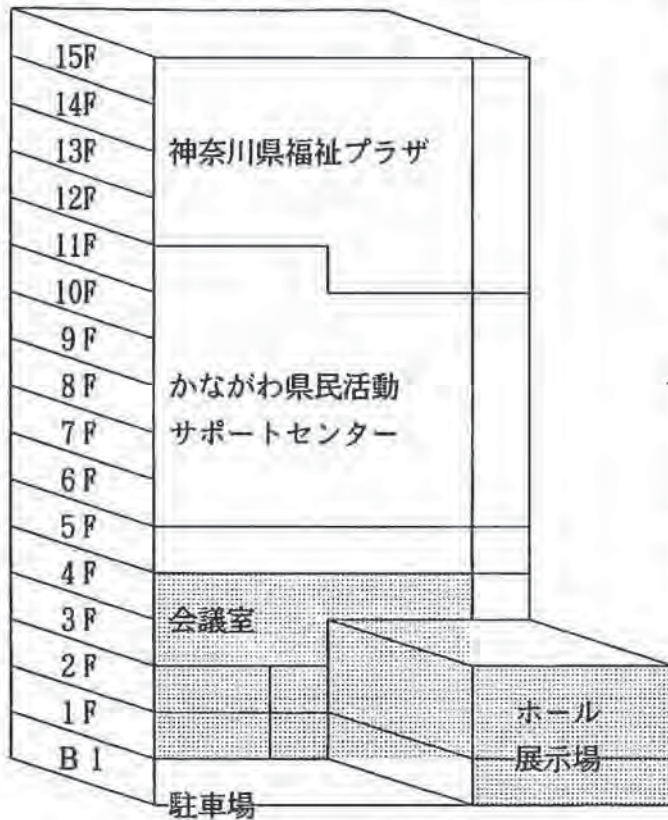 15F
14F
13F
神奈川県福祉プラザ
12F
11F
10F
9F
8F
かながわ県民活動
7F
サポートセンター
6F
5F
4F
3F
会議室
2F
1F
ホール
B1
展示場
駐車場